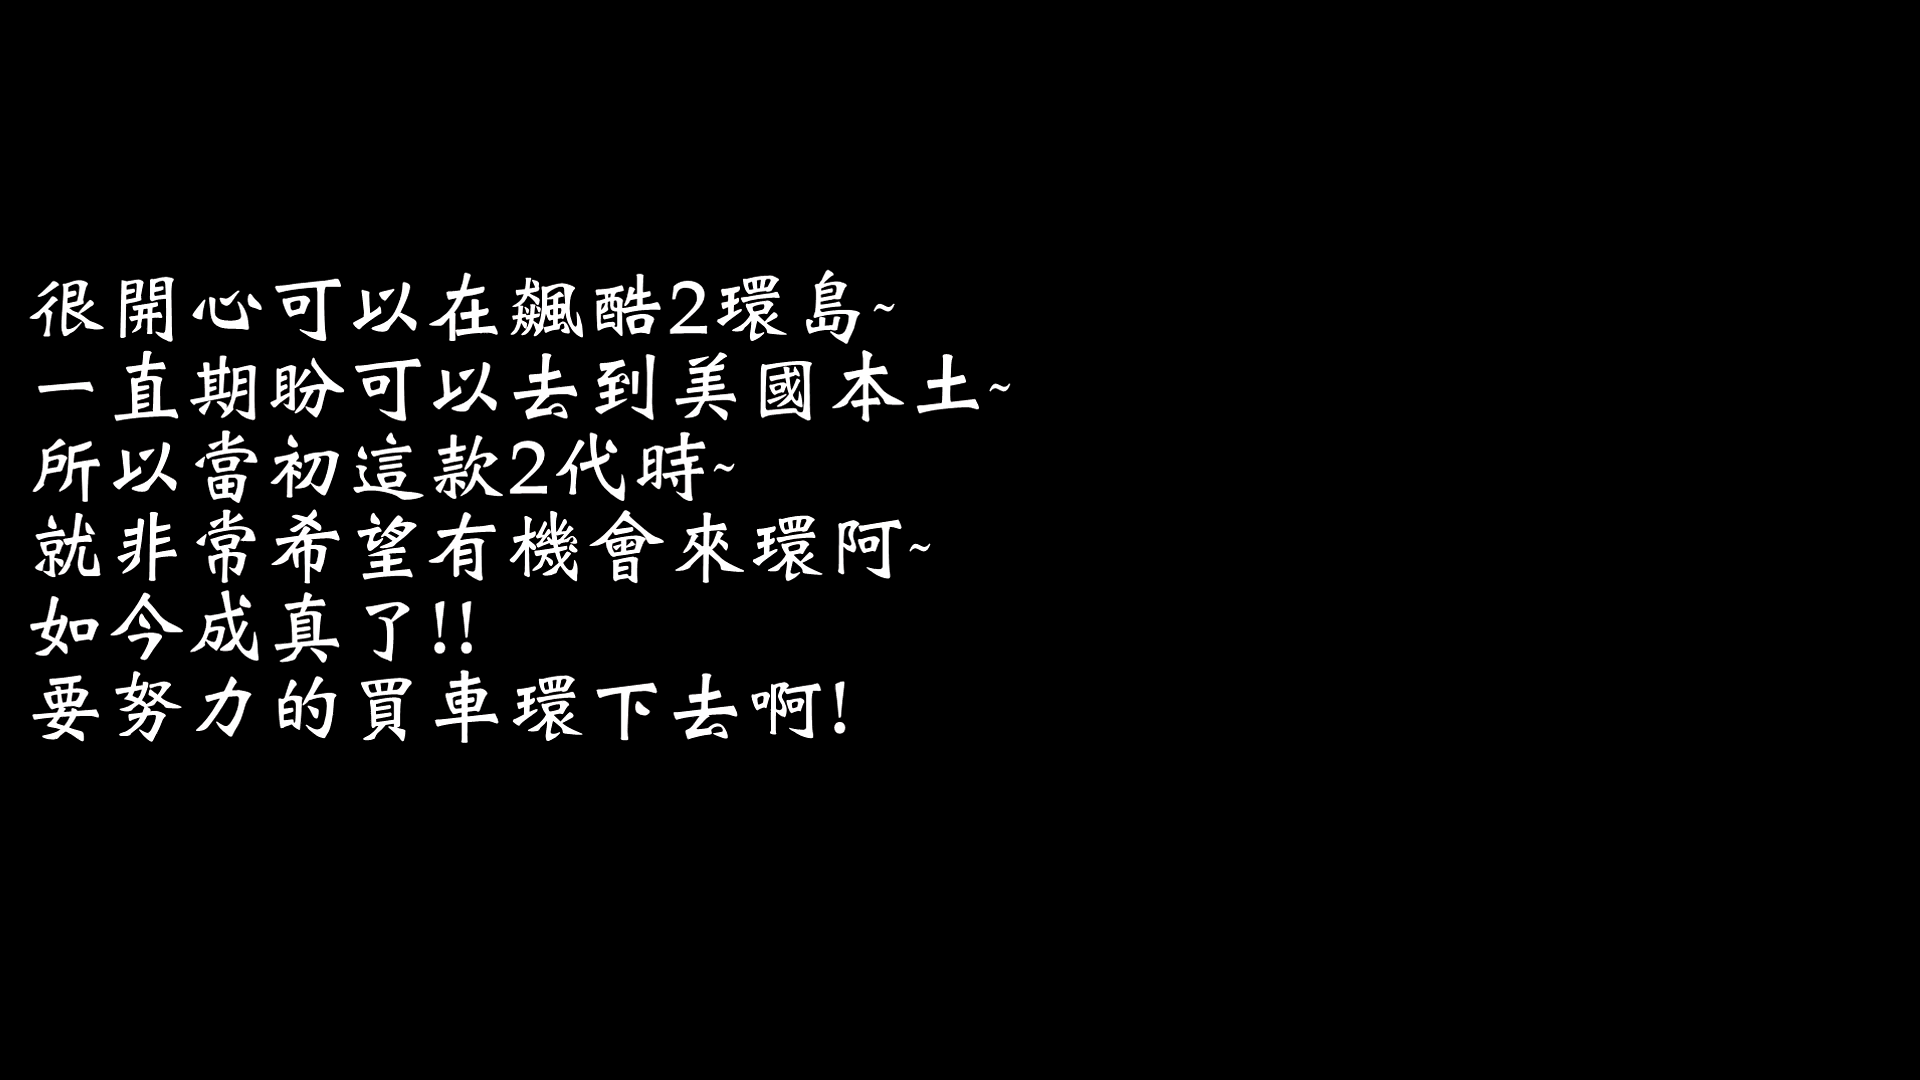 很開心可以在飆酷2環島~
一直期盼可以去到美國本土~
所以當初這款2代時~
就非常希望有機會來環阿~
如今成真了!!
要努力的買車環下去啊!